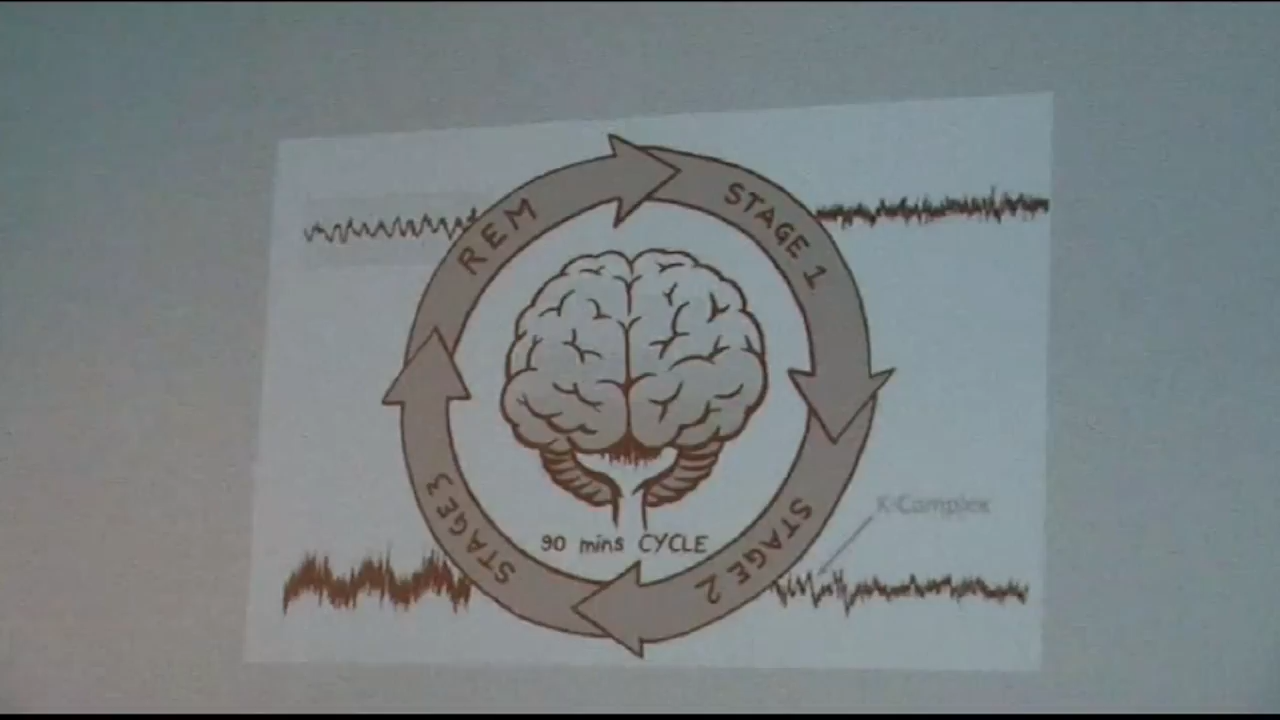 REM
STAGE 1
K-Complex
STAGE 2
STAGE 3
90 mins CYCLE